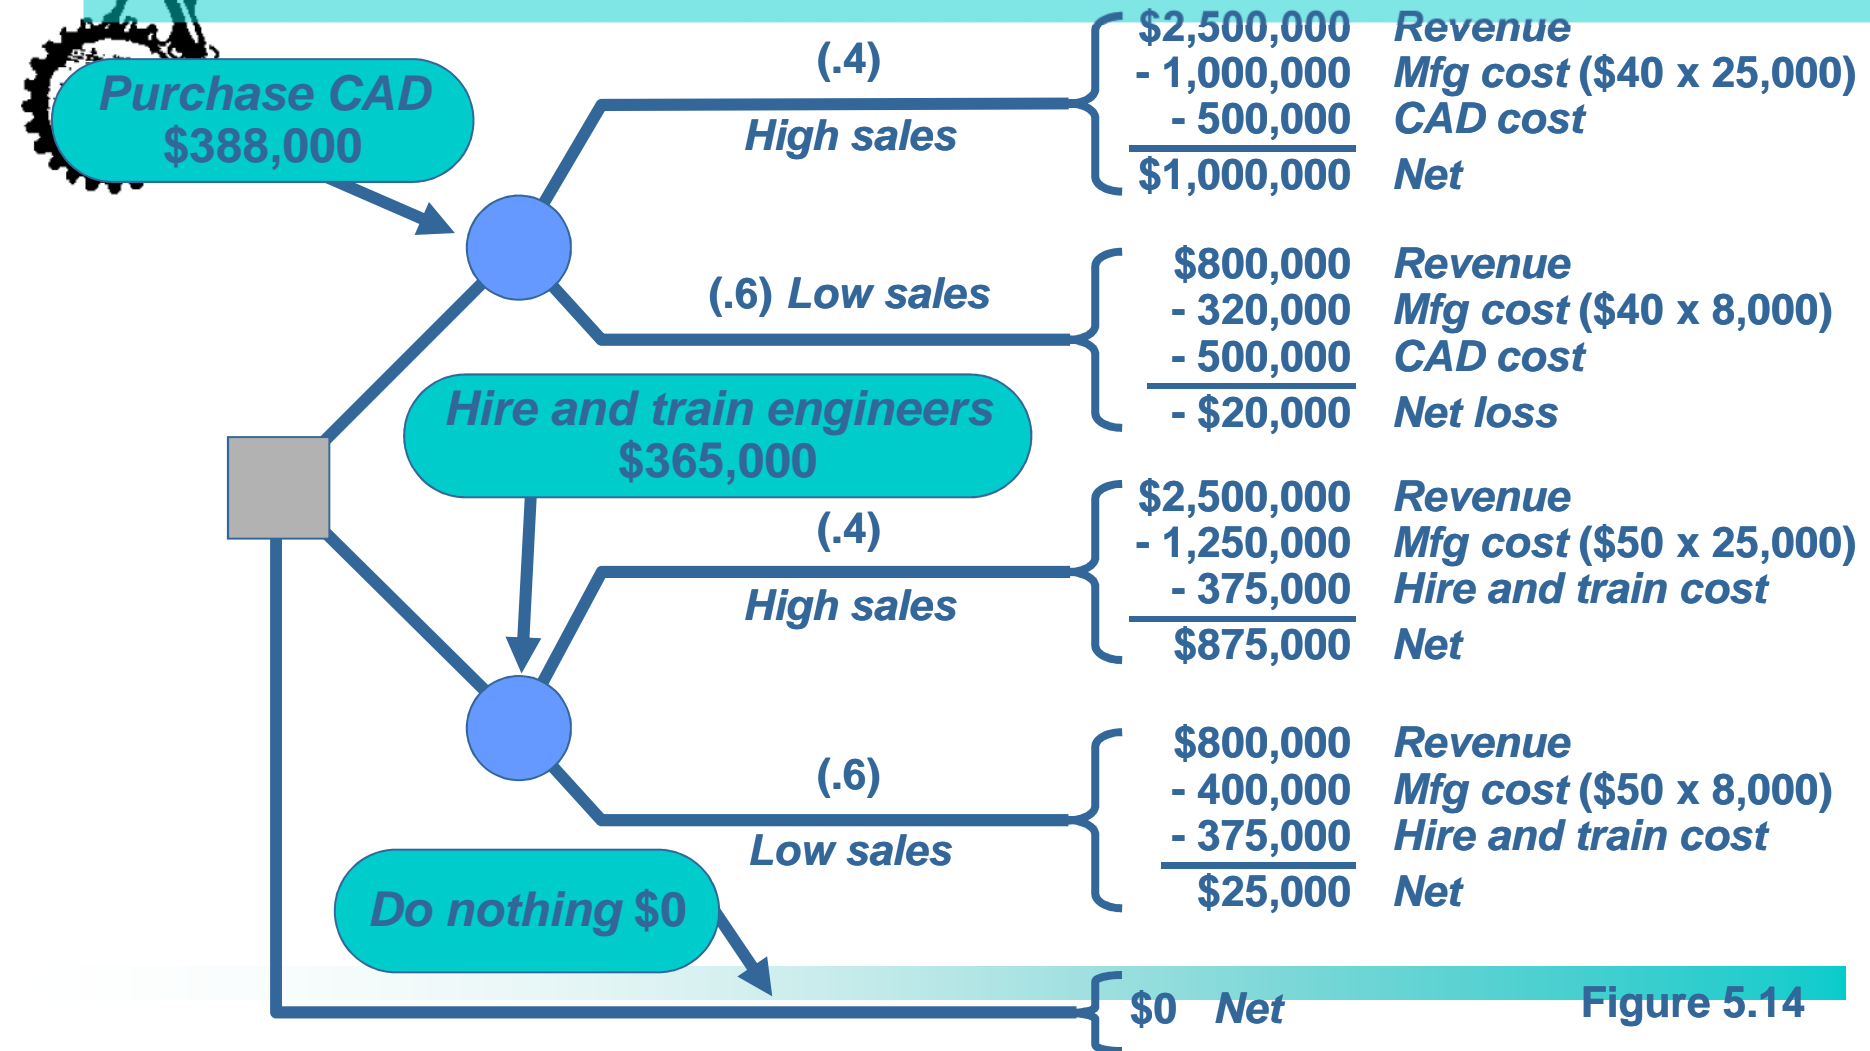 Purchase CAD
$388,000
(.4)
High sales
$2,500,000 Revenue
- 1,000,000 Mfg cost ($40 x 25,000)
- 500,000 CAD cost
$1,000,000 Net
(.6) Low sales
$800,000 Revenue
- 320,000 Mfg cost ($40 x 8,000)
- 500,000 CAD cost
- $20,000 Net loss
Hire and train engineers
$365,000
(.4)
High sales
$2,500,000 Revenue
- 1,250,000 Mfg cost ($50 x 25,000)
- 375,000 Hire and train cost
$875,000 Net
(.6)
Low sales
$800,000 Revenue
- 400,000 Mfg cost ($50 x 8,000)
- 375,000 Hire and train cost
$25,000 Net
Do nothing $0
$0 Net
Figure 5.14